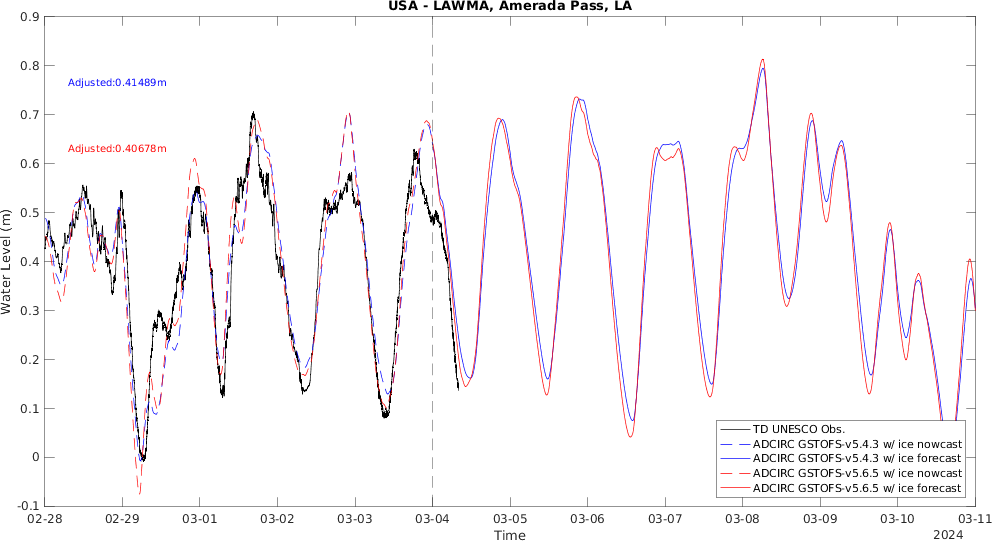 USA - LAWMA, Amerada Pass, LA
0.9
0.8
0.7
0.6
0.5
0.4
0.3
0.2
0.1
0
-0.1
Water Level (m)
Adjusted:0.41489m
Adjusted:0.40678m
TD UNESCO Obs.
ADCIRC GSTOFS-v5.4.3 w/ ice nowcast
ADCIRC GSTOFS-v5.4.3 w/ ice forecast
ADCIRC GSTOFS-v5.6.5 w/ ice nowcast
ADCIRC GSTOFS-v5.6.5 w/ ice forecast
02-28 02-29 03-01 03-02 03-03 03-04 03-05 03-06 03-07 03-08 03-09 03-10 03-11
Time
2024